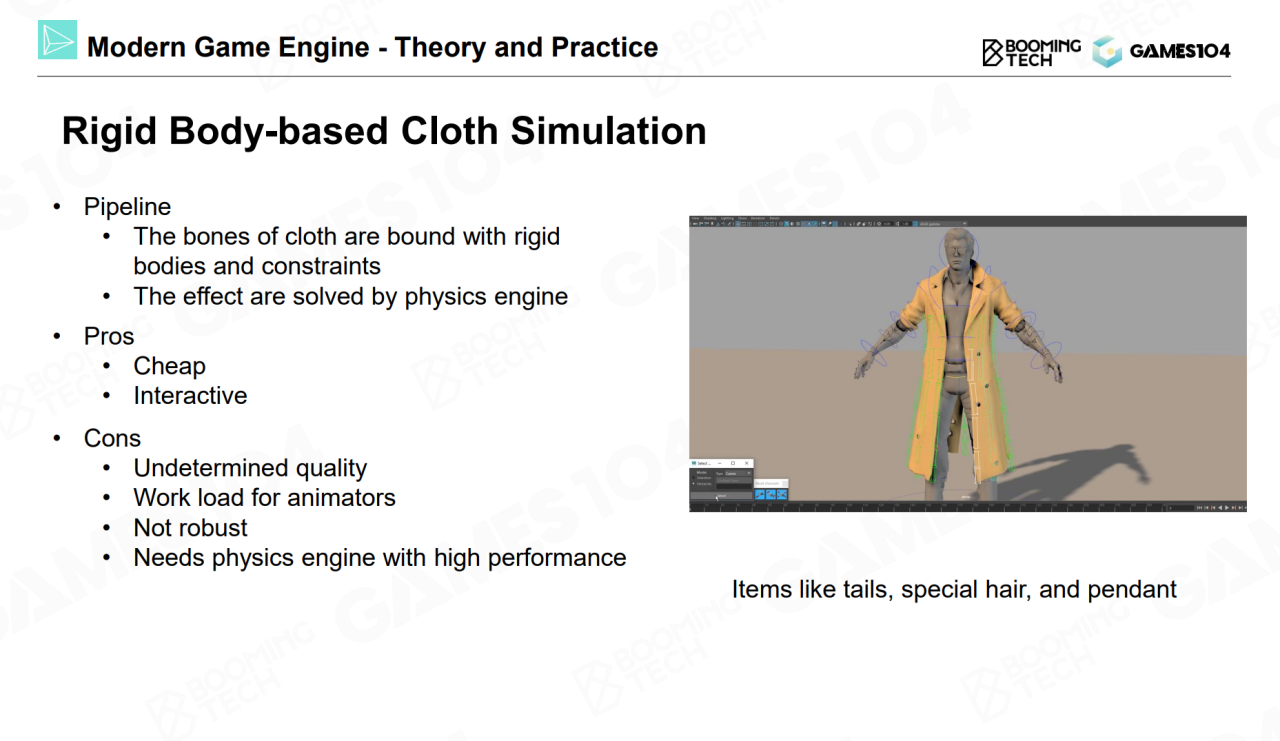 Modern Game Engine - Theory and Practice
BOOMING
TECH
GAMES104
Rigid Body-based Cloth Simulation
• Pipeline
• The bones of cloth are bound with rigid
bodies and constraints
• The effect are solved by physics engine
• Pros
• Cheap
• Interactive
• Cons
• Undetermined quality
• Work load for animators
• Not robust
• Needs physics engine with high performance
Items like tails, special hair, and pendant